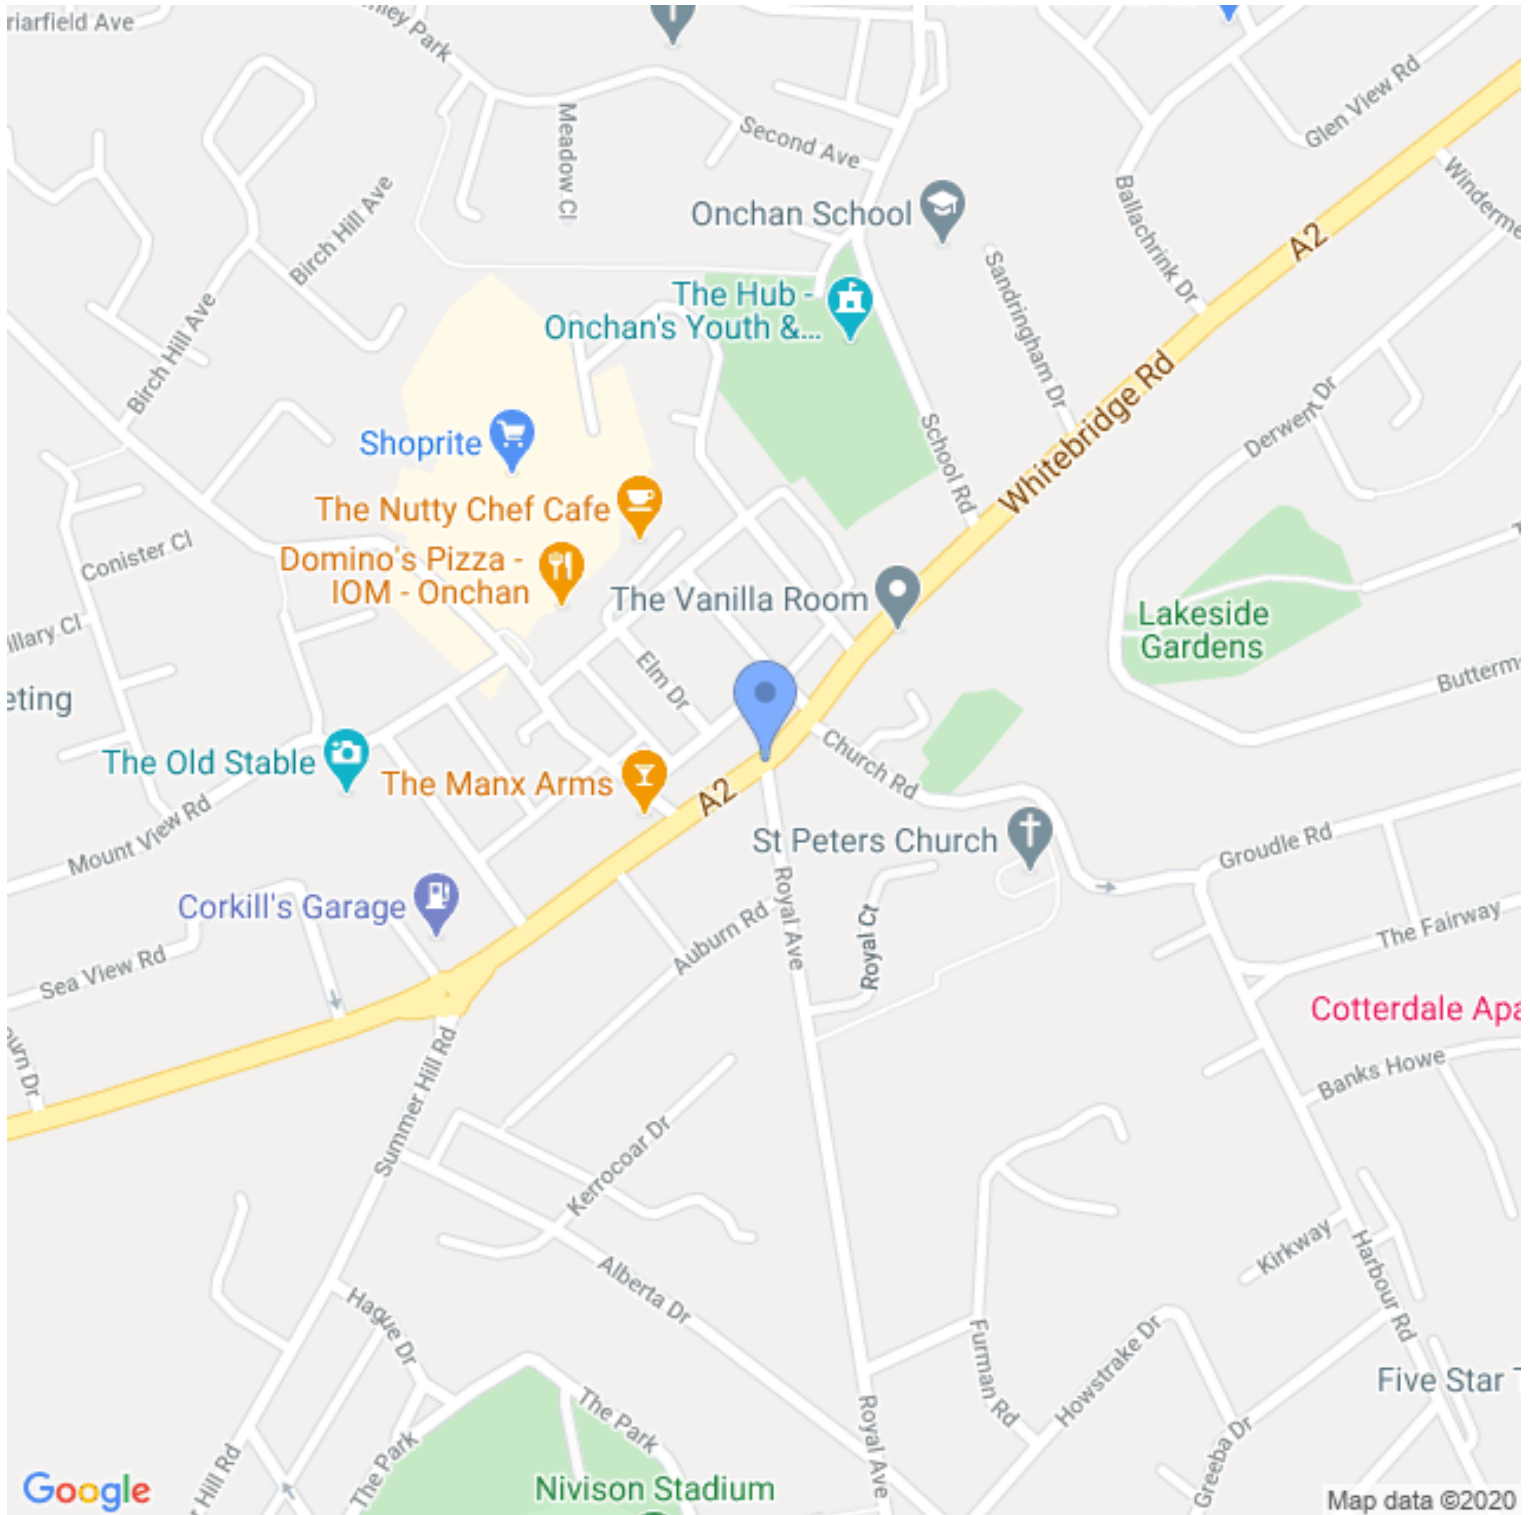 riarfield Ave
nley Park
Meadow Cl
Second Ave
Glen View Rd
Winderme
Ballachrink Dr
Onchan School
A2
Birch Hill Ave
Sandringham Dr
The Hub -
Onchan's Youth &...
Birch Hill Ave
Whitebridge Rd
Derwent Dr
School Rd
Shoprite
The Nutty Chef Cafe
Conister Cl
Domino's Pizza -
IOM - Onchan
The Vanilla Room
Lakeside
Gardens
illary Cl
Elm Dr
Butterm
eting
The Old Stable
The Manx Arms
A2
Church Rd
Mount View Rd
St Peters Church
Groudle Rd
Corkill's Garage
Royal Ave
Auburn Rd
Royal Ct
The Fairway
Sea View Rd
Cotterdale Apa
ourn Dr
Banks Howe
Summer Hill Rd
Kerrocoar Dr
Kirkway
Harbour Rd
Alberta Dr
Hague Dr
Furman Rd
Howstrake Dr
Five Star T
The Park
Royal Ave
The Park
Greeba Dr
r Hill Rd
Nivison Stadium
Google
Map data ©2020